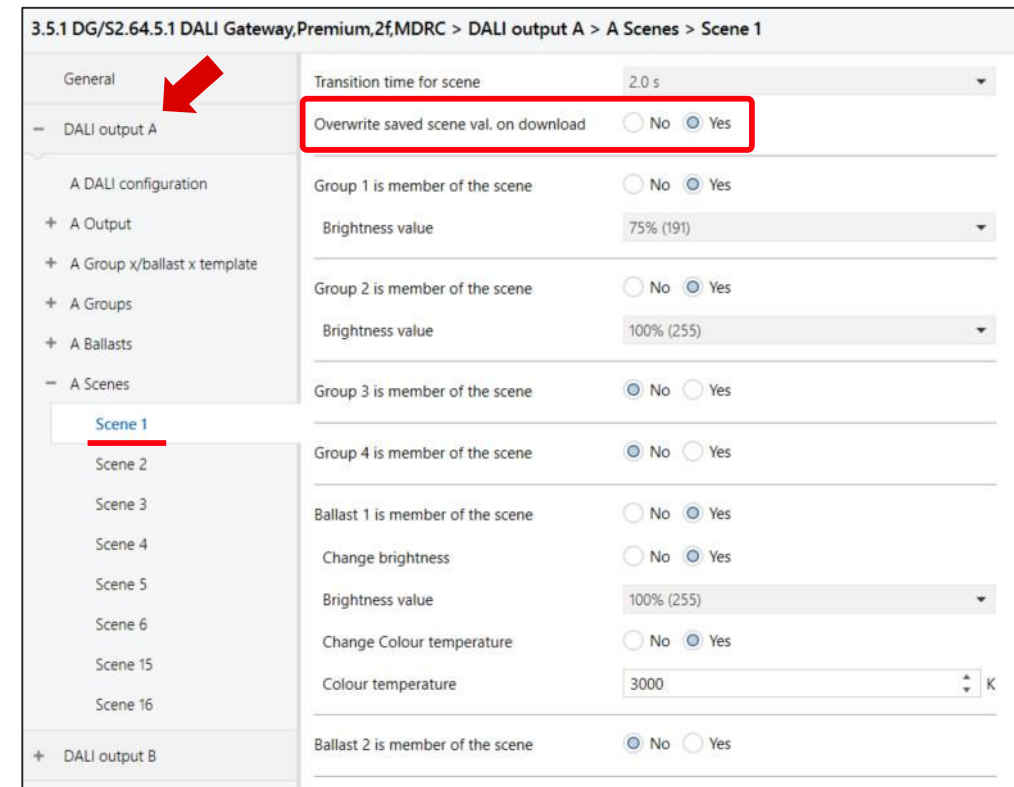 3.5.1 DG/S2.64.5.1 DALI Gateway,Premium,2f,MDRC > DALI output A > A Scenes > Scene 1
General
DALI output A
A DALI configuration
A Output
A Group x/ballast x template
A Groups
A Ballasts
A Scenes
Scene 1
Scene 2
Scene 3
Scene 4
Scene 5
Scene 6
Scene 15
Scene 16
DALI output B
Transition time for scene 2.0 s
Overwrite saved scene val. on download No Yes
Group 1 is member of the scene No Yes
Brightness value 75% (191)
Group 2 is member of the scene No Yes
Brightness value 100% (255)
Group 3 is member of the scene No Yes
Group 4 is member of the scene No Yes
Ballast 1 is member of the scene No Yes
Change brightness No Yes
Brightness value 100% (255)
Change Colour temperature No Yes
Colour temperature 3000 K
Ballast 2 is member of the scene No Yes